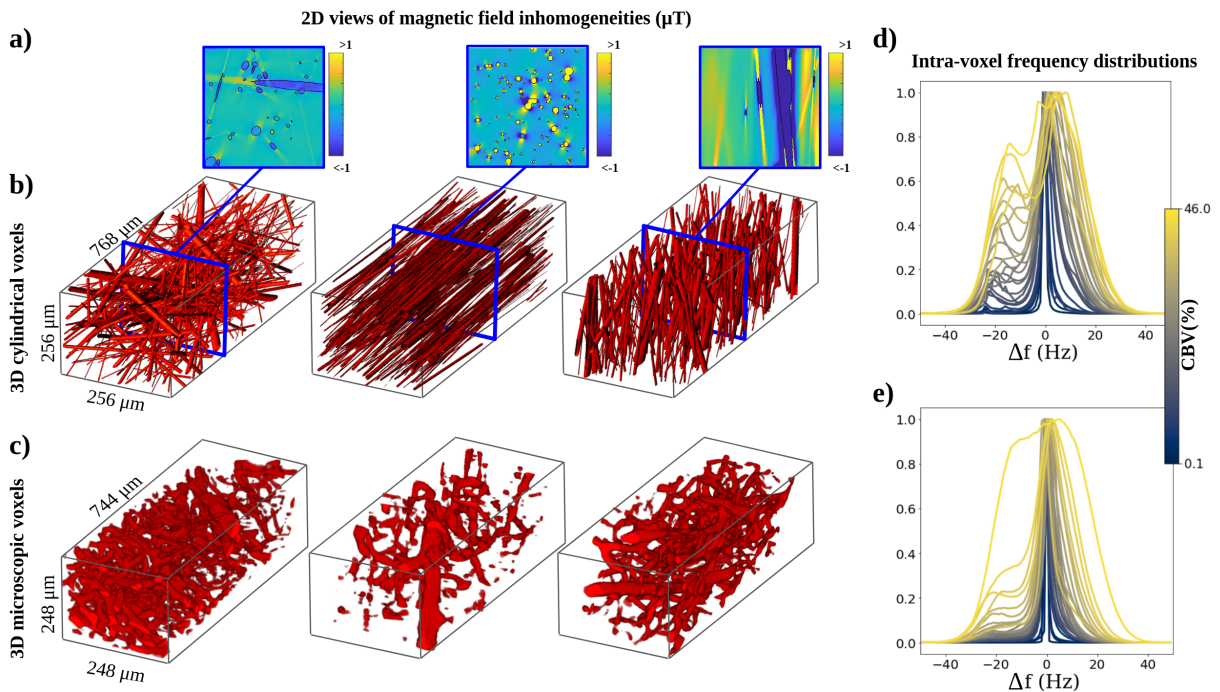 2D views of magnetic field inhomogeneities (μT)
a)
>1
<-1
>1
<-1
>1
<-1
b)
3D cylindrical voxels
768 μm
256 μm
256 μm
c)
3D microscopic voxels
744 μm
248 μm
248 μm
d)
Intra-voxel frequency distributions
1.0
0.8
0.6
0.4
0.2
0.0
−40
−20
0
20
40
Δf (Hz)
e)
1.0
0.8
0.6
0.4
0.2
0.0
−40
−20
0
20
40
Δf (Hz)
46.0
CBV(%)
0.1